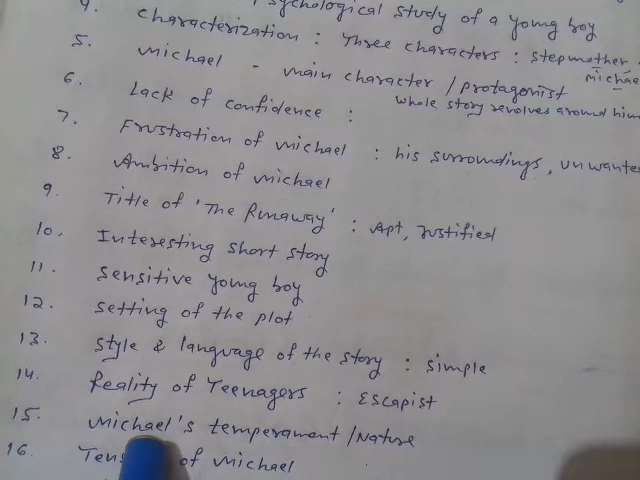 4. Psychological study of a young boy
5. characterization : Three characters : stepmother
michae
6. michael - main character / protagonist
whole story revolves around him
7. Lack of confidence :
8. Frustration of michael : his surroundings, unwante
9. Ambition of michael
10. Title of 'The Runaway' : Apt, Justified
11. Interesting short story
12. sensitive young boy
13. setting of the plot
14. style & language of the story : simple
15. Reality of Teenagers : Escapist
16. michael's temperament / Nature
of michael